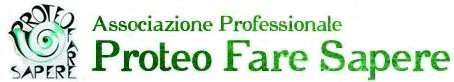 PROTEO FARE
SAPERE
Associazione Professionale
Proteo Fare Sapere